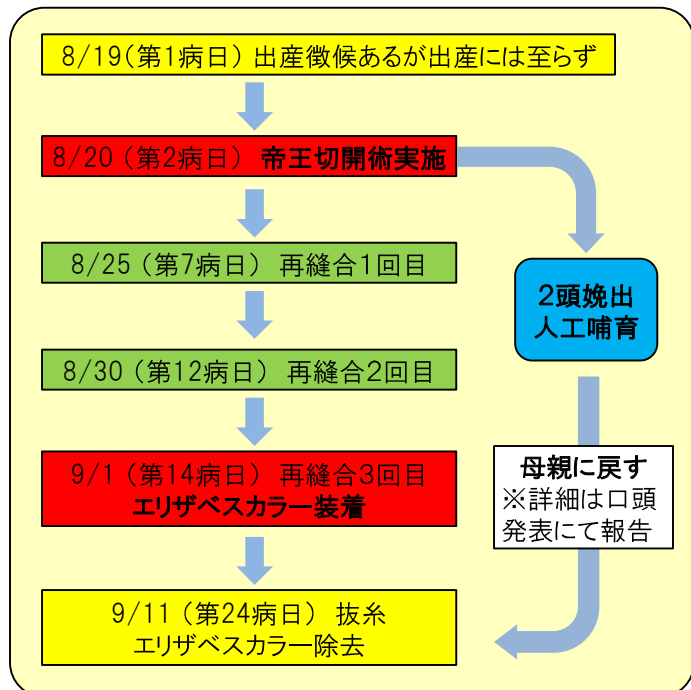 8/19(第1病日) 出産徴候あるが出産には至らず
8/20 (第2病日) 帝王切開術実施
8/25 (第7病日) 再縫合1回目
2頭娩出
人工哺育
8/30 (第12病日) 再縫合2回目
9/1 (第14病日) 再縫合3回目
エリザベスカラー装着
母親に戻す
※詳細は口頭
発表にて報告
9/11 (第24病日) 抜糸
エリザベスカラー除去